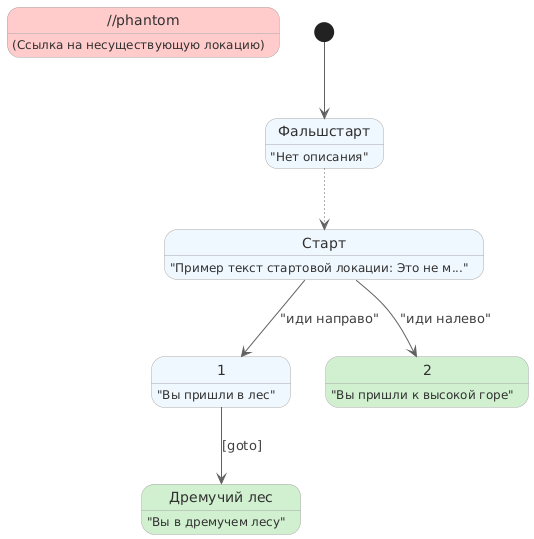 //phantom
(Ссылка на несуществующую локацию)
Фальшстарт
"Нет описания"
Старт
"Пример текст стартовой локации: Это не м..."
"иди направо"
"иди налево"
1
"Вы пришли в лес"
2
"Вы пришли к высокой горе"
[goto]
Дремучий лес
"Вы в дремучем лесу"